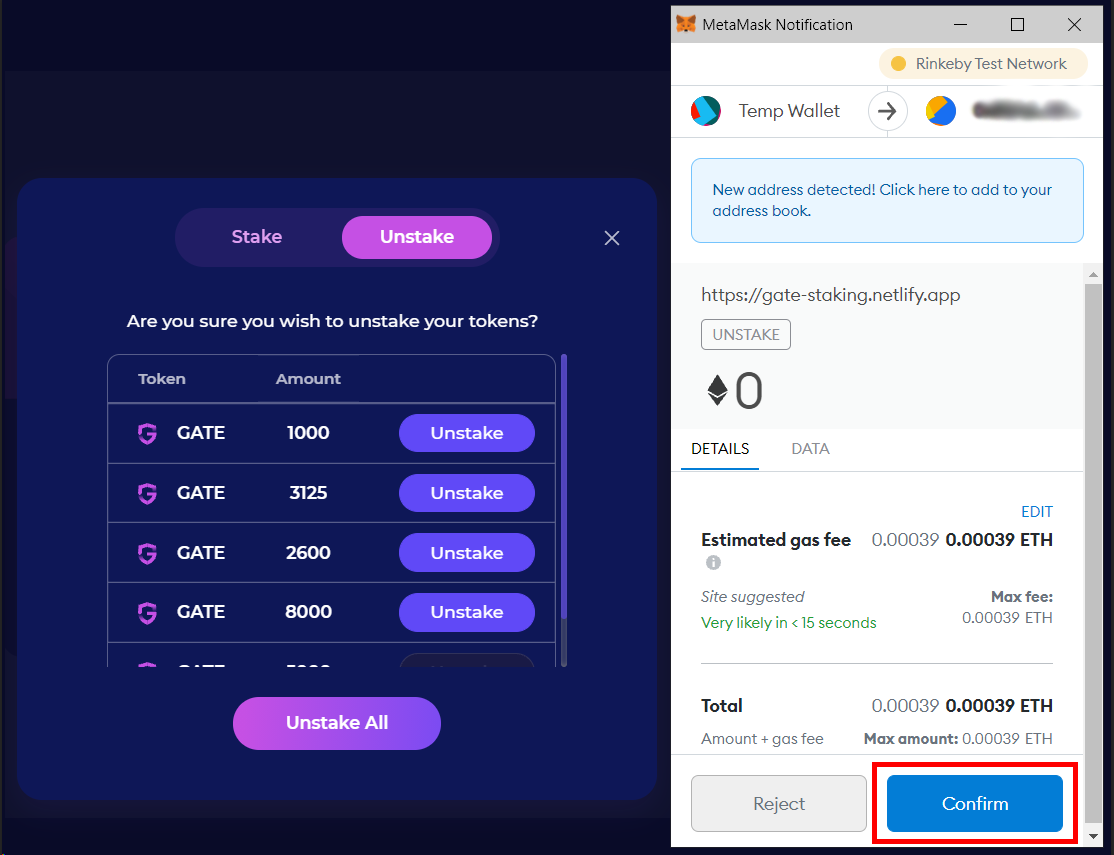 Stake
Unstake
Are you sure you wish to unstake your tokens?
Token Amount
GATE 1000 Unstake
GATE 3125 Unstake
GATE 2600 Unstake
GATE 8000 Unstake
GATE
Unstake All
MetaMask Notification
Rinkeby Test Network
Temp Wallet
New address detected! Click here to add to your
address book.
https://gate-staking.netlify.app
UNSTAKE
0
DETAILS DATA
EDIT
Estimated gas fee 0.00039 0.00039 ETH
Site suggested Max fee:
Very likely in < 15 seconds 0.00039 ETH
Total 0.00039 0.00039 ETH
Amount + gas fee Max amount: 0.00039 ETH
Reject Confirm